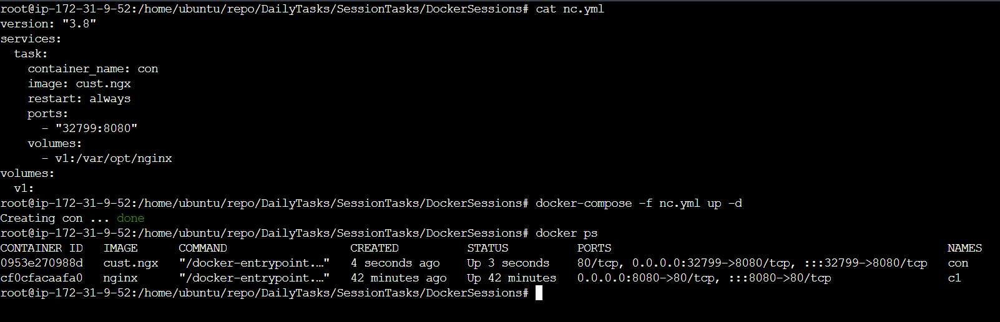 root@ip-172-31-9-52:/home/ubuntu/repo/DailyTasks/SessionTasks/DockerSessions# cat nc.yml
version: "3.8"
services:
  task:
    container_name: con
    image: cust.ngx
    restart: always
    ports:
      - "32799:8080"
    volumes:
      - v1:/var/opt/nginx
volumes:
  v1:
root@ip-172-31-9-52:/home/ubuntu/repo/DailyTasks/SessionTasks/DockerSessions# docker-compose -f nc.yml up -d
Creating con ... done
root@ip-172-31-9-52:/home/ubuntu/repo/DailyTasks/SessionTasks/DockerSessions# docker ps
CONTAINER ID   IMAGE      COMMAND                  CREATED          STATUS          PORTS                                                 NAMES
0953e270988d   cust.ngx   "/docker-entrypoint.…"   4 seconds ago    Up 3 seconds    80/tcp, 0.0.0.0:32799->8080/tcp, :::32799->8080/tcp   con
cf0cfacaafa0   nginx      "/docker-entrypoint.…"   42 minutes ago   Up 42 minutes   0.0.0.0:8080->80/tcp, :::8080->80/tcp                 c1
root@ip-172-31-9-52:/home/ubuntu/repo/DailyTasks/SessionTasks/DockerSessions#